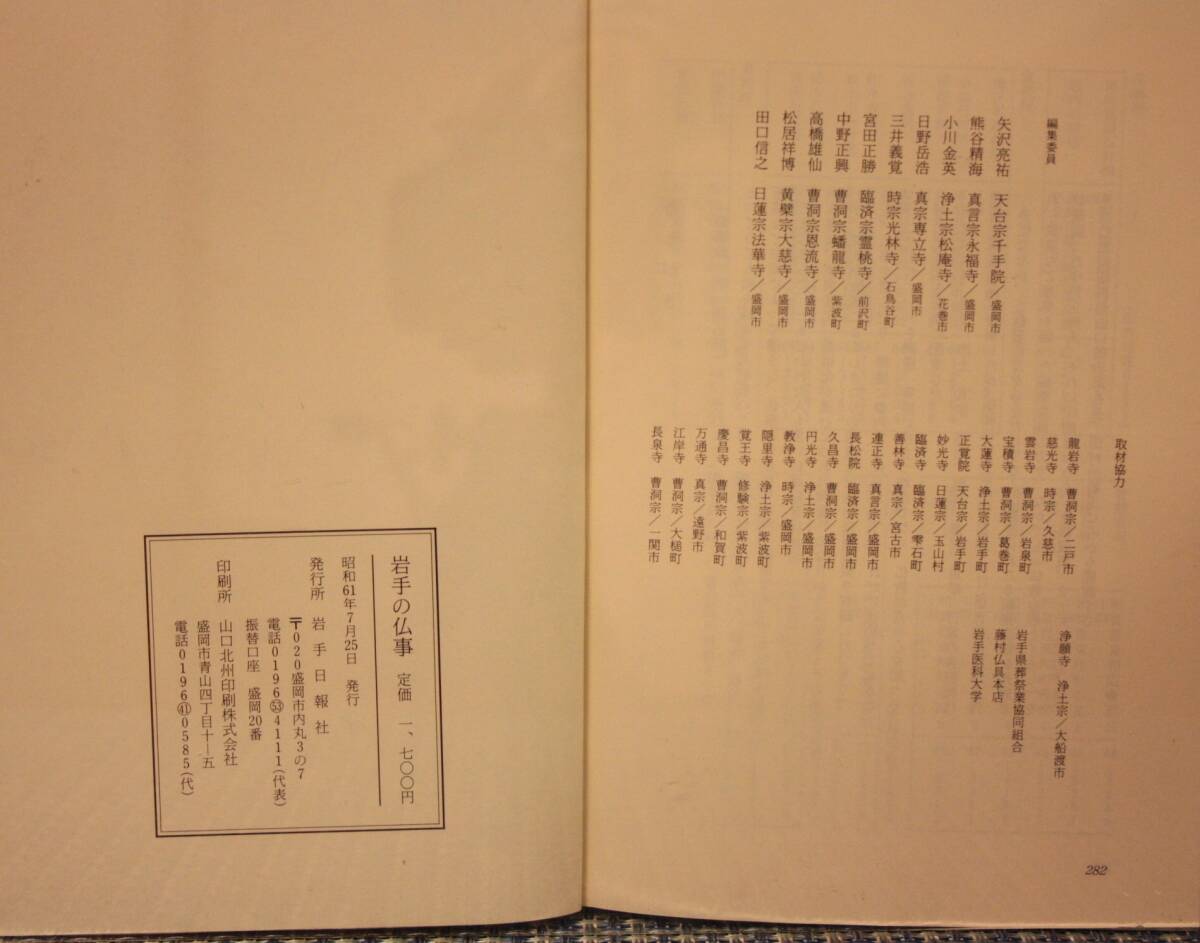 編集委員
矢沢亮祐 天台宗千手院／盛岡市
熊谷精海 真言宗永福寺／盛岡市
小川金英 浄土宗松庵寺／花巻市
日野岳浩 真宗専立寺／盛岡市
三井義覚 時宗光林寺／石鳥谷町
宮田正勝 臨済宗霊桃寺／前沢町
中野正興 曹洞宗蟠龍寺／紫波町
高橋雄仙 曹洞宗恩流寺／盛岡市
松居祥博 黄檗宗大慈寺／盛岡市
田口信之 日蓮宗法華寺／盛岡市
取材協力
龍岩寺 曹洞宗／二戸市
慈光寺 時宗／久慈市
雲岩寺 曹洞宗／岩泉町
宝積寺 曹洞宗／葛巻町
大蓮寺 浄土宗／岩手町
正覚院 天台宗／岩手町
妙光寺 日蓮宗／玉山村
臨済寺 臨済宗／雫石町
善林寺 真宗／宮古市
連正寺 真言宗／盛岡市
長松院 臨済宗／盛岡市
久昌寺 曹洞宗／盛岡市
円光寺 浄土宗／盛岡市
教浄寺 時宗／盛岡市
隠里寺 浄土宗／紫波町
覚王寺 修験宗／紫波町
慶昌寺 曹洞宗／和賀町
万通寺 真宗／遠野市
江岸寺 曹洞宗／大槌町
長泉寺 曹洞宗／一関市
浄願寺 浄土宗／大船渡市
岩手県葬祭業協同組合
藤村仏具本店
岩手医科大学
282
岩手の仏事 定価 一、七〇〇円
昭和61年7月25日 発行
発行所 岩手日報社
〒020盛岡市内丸3の7
電話0196㊼4111(代表)
振替口座 盛岡20番
印刷所 山口北州印刷株式会社
盛岡市青山四丁目十―五
電話0196㊶0585(代)